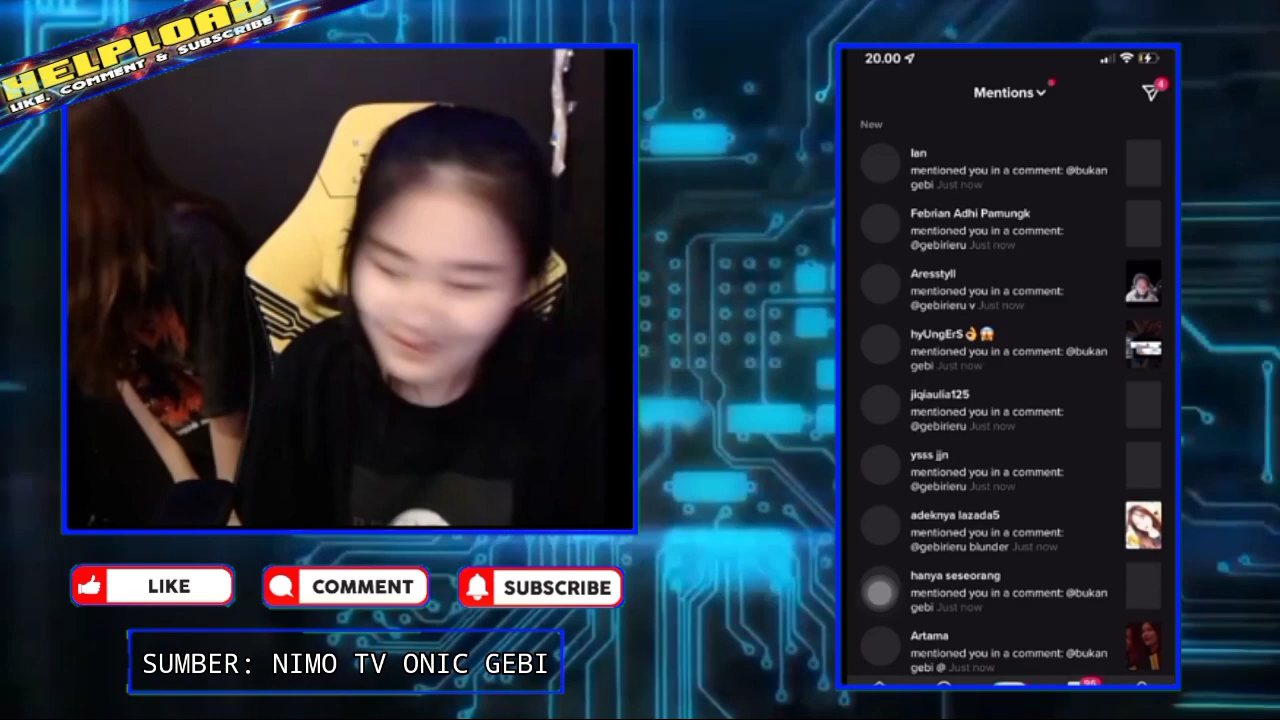 HELPLOAD
LIKE, COMMENT & SUBSCRIBE
20.00
Mentions
4
New
Ian
mentioned you in a comment: @bukan
gebi Just now
Febrian Adhi Pamungk
mentioned you in a comment:
@gebirieru Just now
Aresstyll
mentioned you in a comment:
@gebirieru v Just now
hyUngErS👌😱
mentioned you in a comment: @bukan
gebi Just now
jiqiaulia125
mentioned you in a comment:
@gebirieru Just now
ysss jjn
mentioned you in a comment:
@gebirieru Just now
adeknya lazada5
mentioned you in a comment:
@gebirieru blunder Just now
hanya seseorang
mentioned you in a comment: @bukan
gebi Just now
Artama
mentioned you in a comment: @bukan
gebi @ Just now
LIKE
COMMENT
SUBSCRIBE
SUMBER: NIMO TV ONIC GEBI